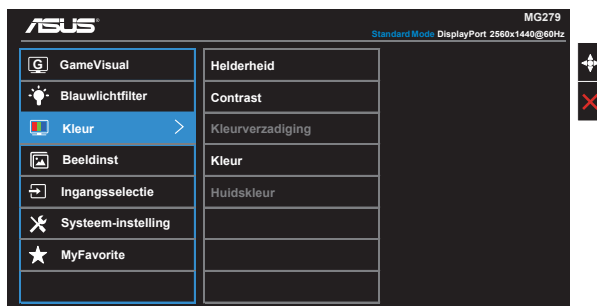 ASUS
MG279
Standard Mode DisplayPort 2560x1440@60Hz
G GameVisual
Blauwlichtfilter
Kleur
Beeldinst
Ingangsselectie
Systeem-instelling
MyFavorite
Helderheid
Contrast
Kleurverzadiging
Kleur
Huidskleur